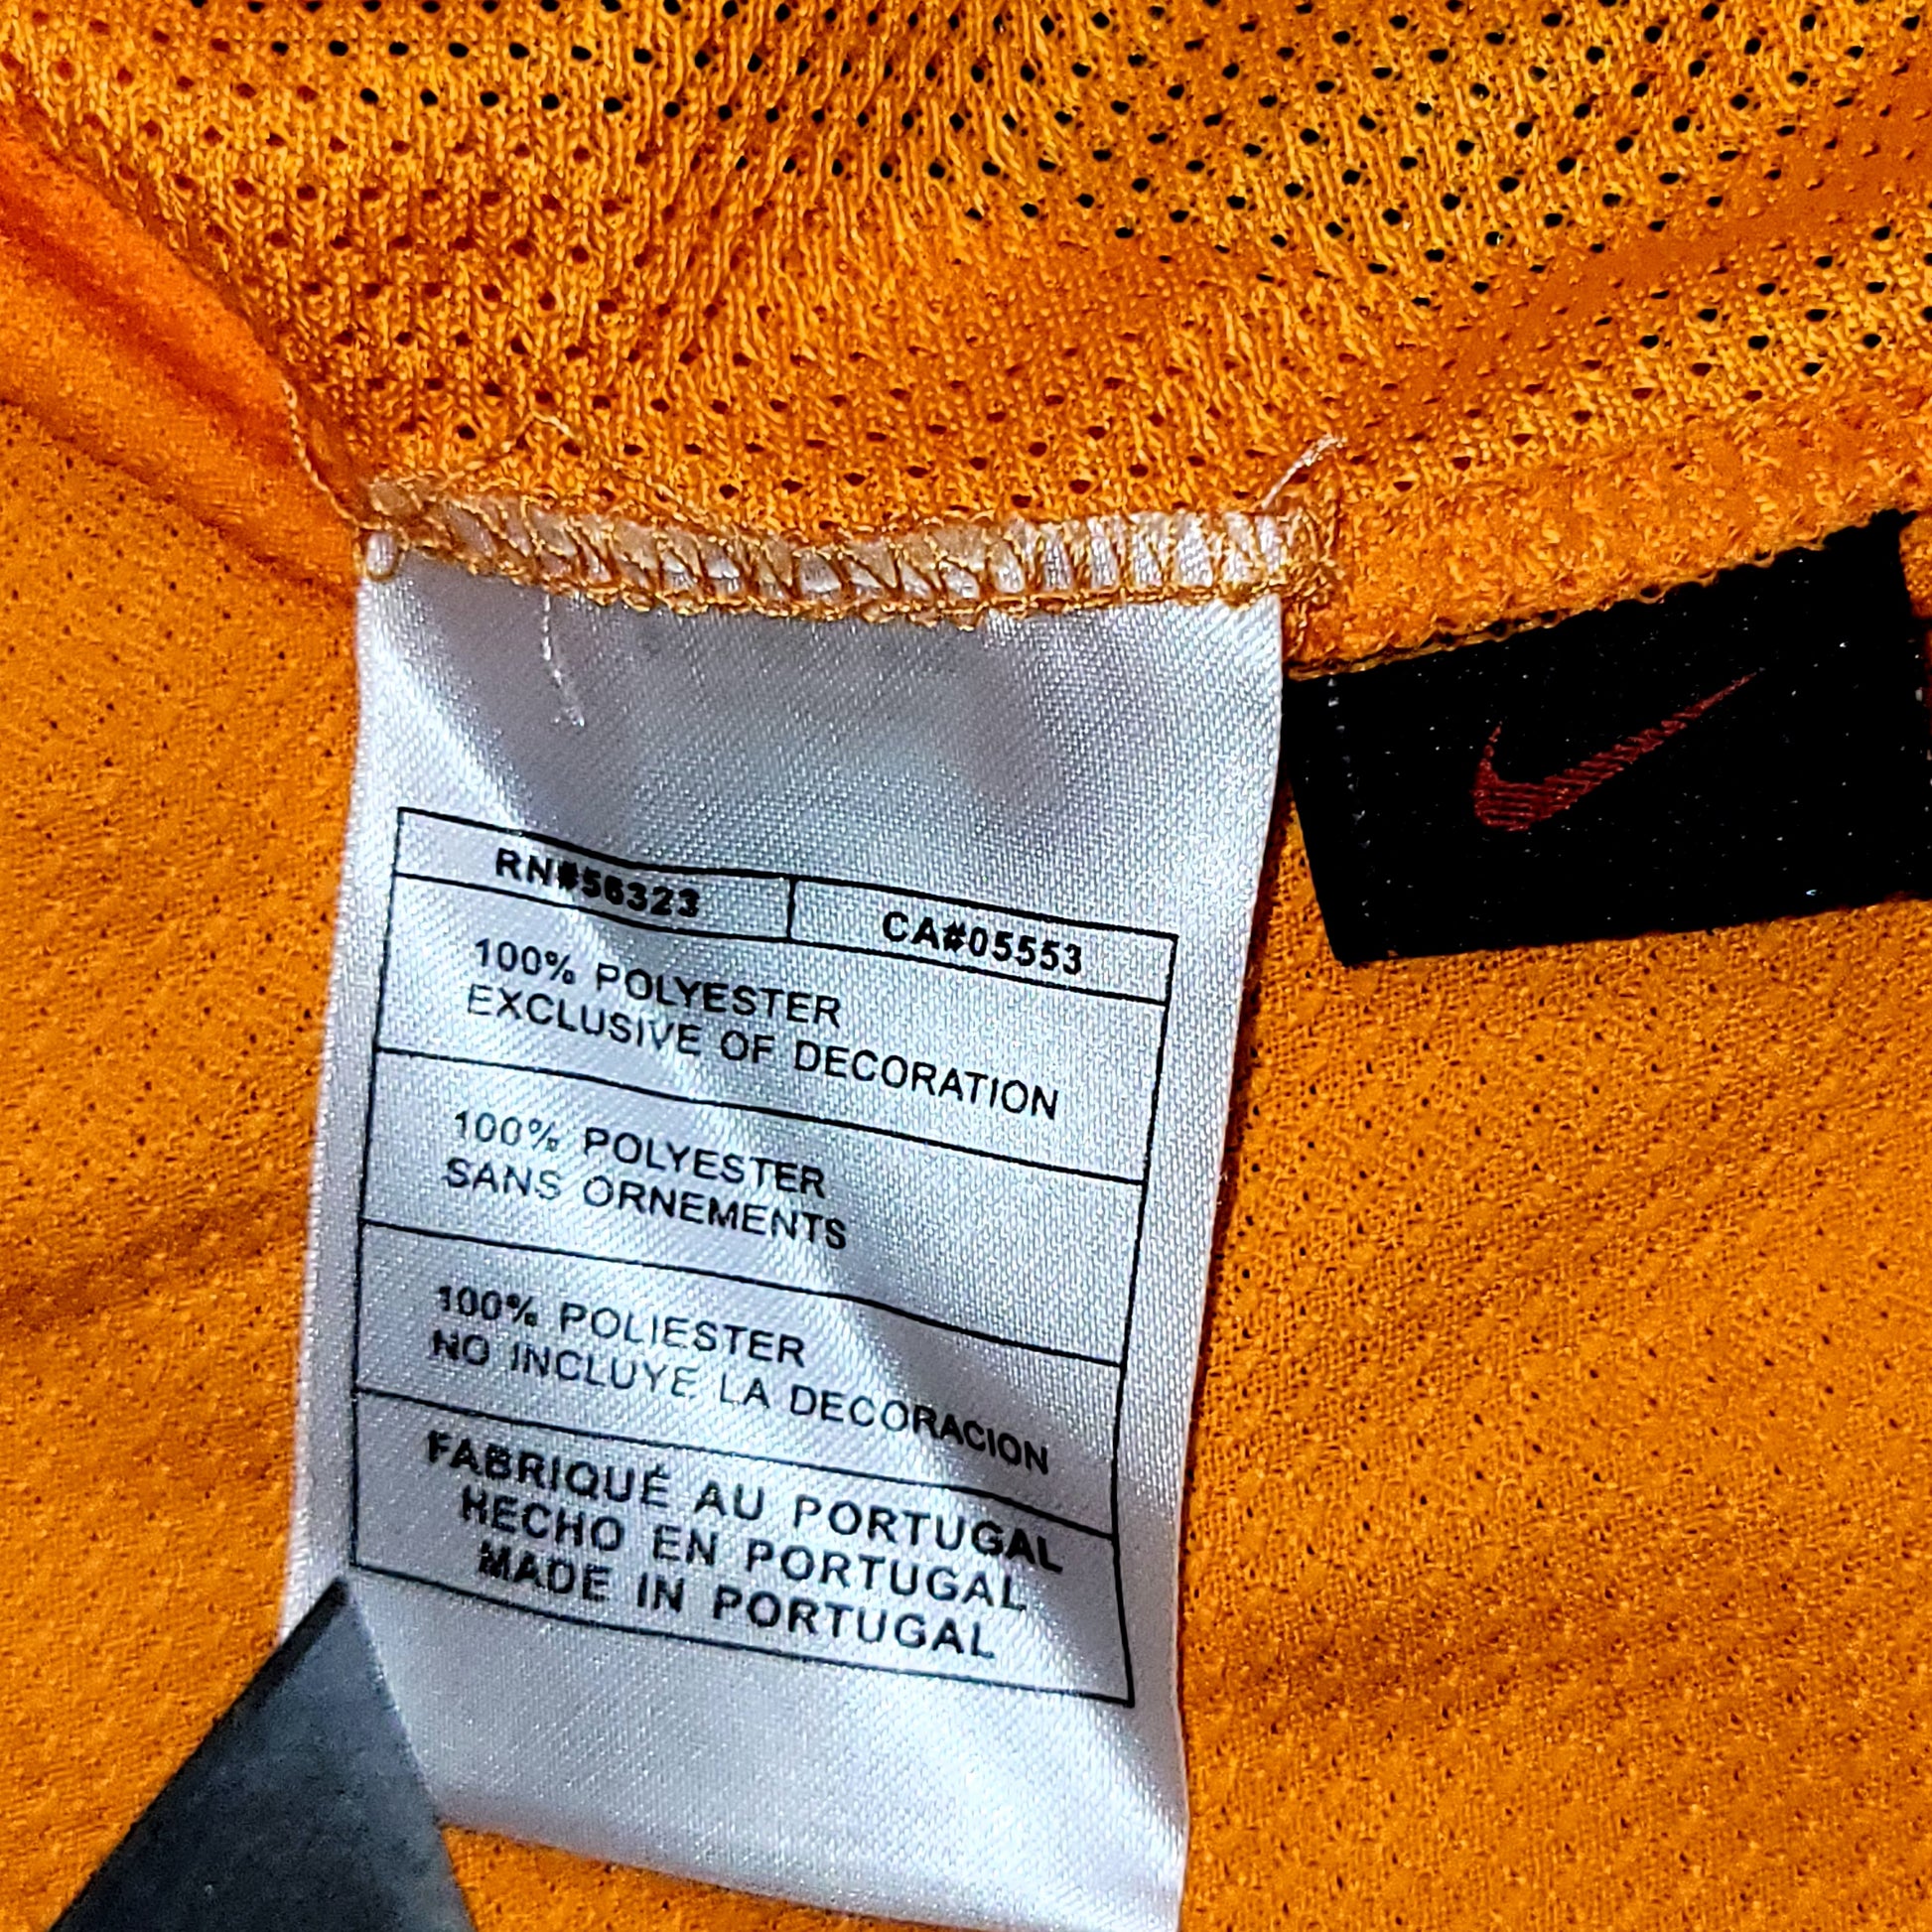 RN#56323 CA#05553
100% POLYESTER
EXCLUSIVE OF DECORATION
100% POLYESTER
SANS ORNEMENTS
100% POLIESTER
NO INCLUYE LA DECORACION
FABRIQUÉ AU PORTUGAL
HECHO EN PORTUGAL
MADE IN PORTUGAL